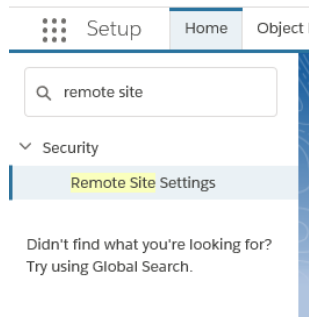 Setup
Home
Object
remote site
Security
Remote Site Settings
Didn't find what you're looking for?
Try using Global Search.